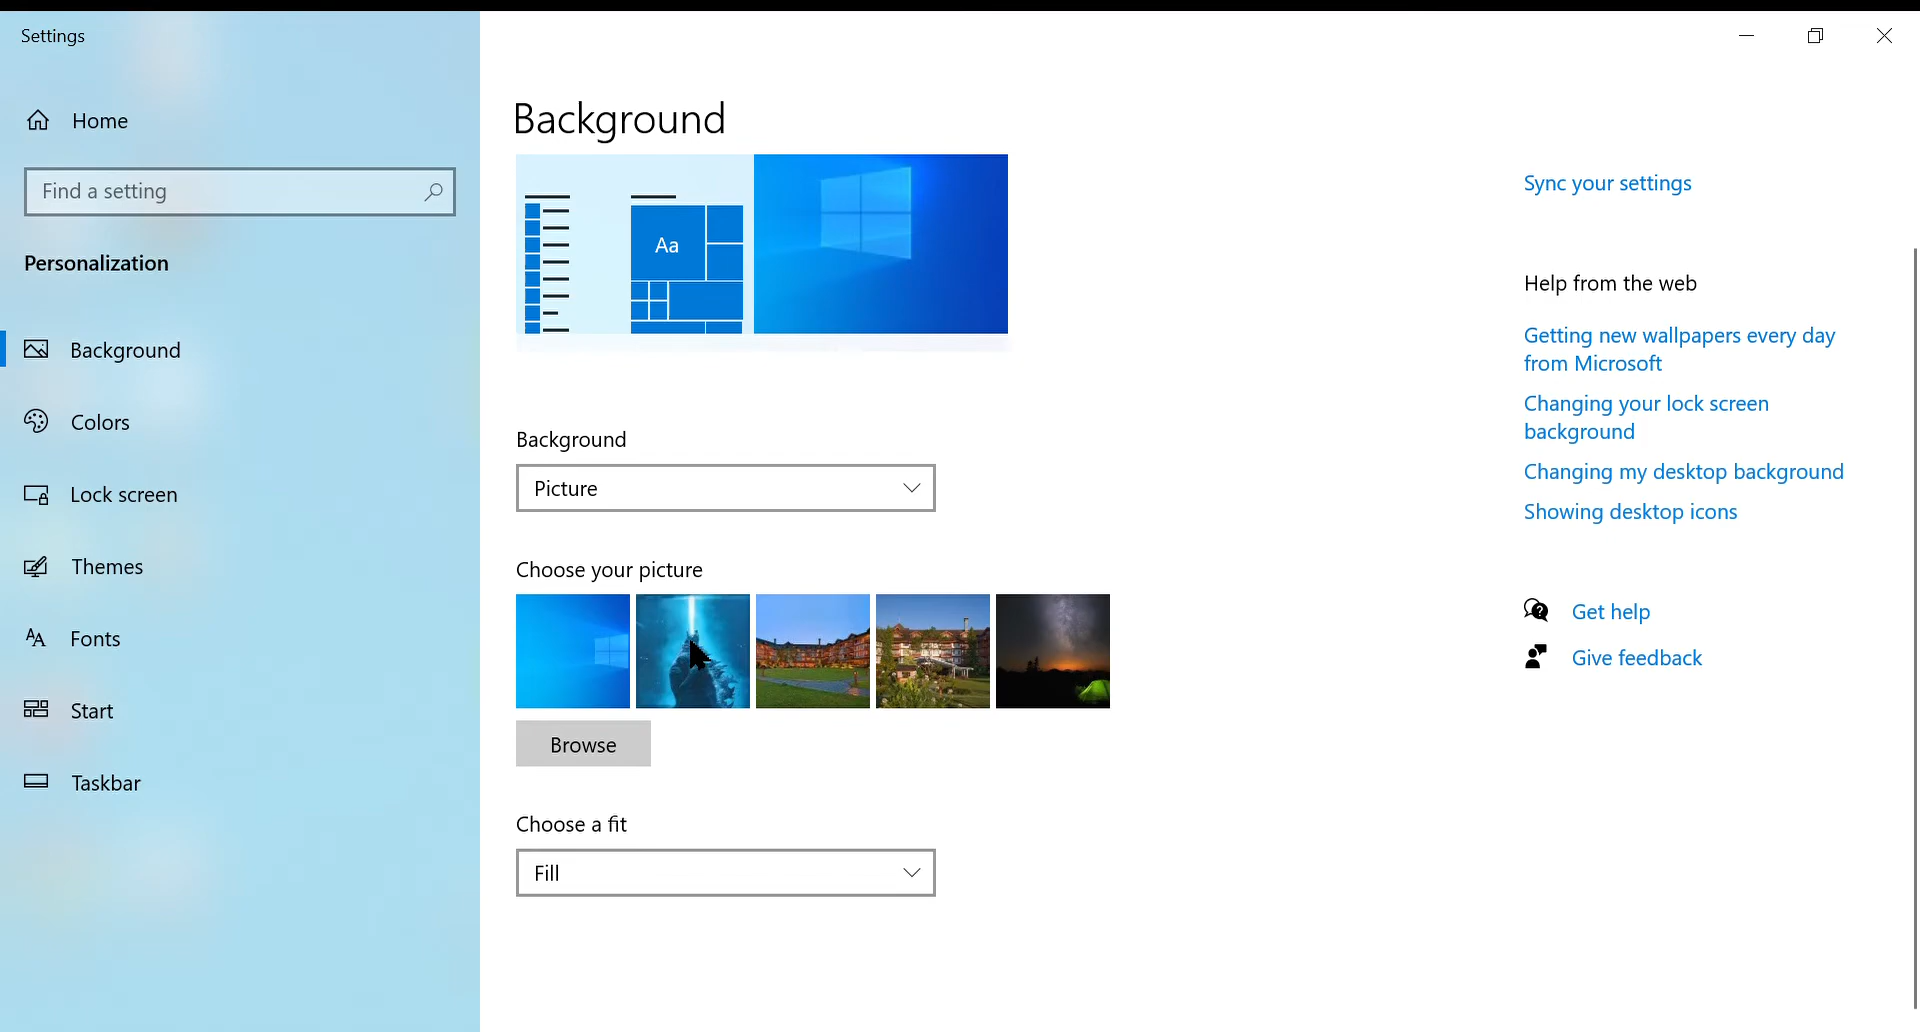 Settings
Home
Find a setting
Personalization
Background
Colors
Lock screen
Themes
Fonts
Start
Taskbar
Background
Aa
Background
Picture
Choose your picture
Browse
Choose a fit
Fill
Sync your settings
Help from the web
Getting new wallpapers every day
from Microsoft
Changing your lock screen
background
Changing my desktop background
Showing desktop icons
Get help
Give feedback